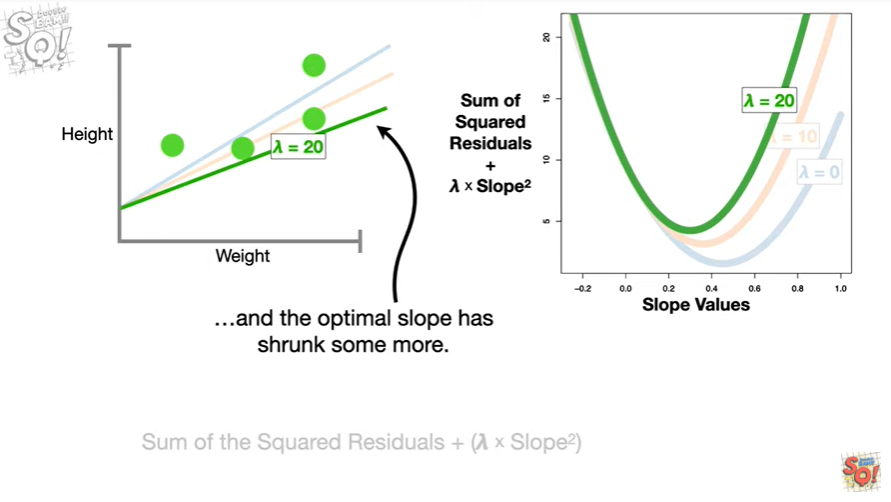 Height
Weight
λ = 20
...and the optimal slope has
shrunk some more.
Sum of
Squared
Residuals
+
λ x Slope²
20
15
10
5
λ = 20
= 10
λ = 0
-0.2 0.0 0.2 0.4 0.6 0.8 1.0
Slope Values
Sum of the Squared Residuals + (λ x Slope²)
SQ!